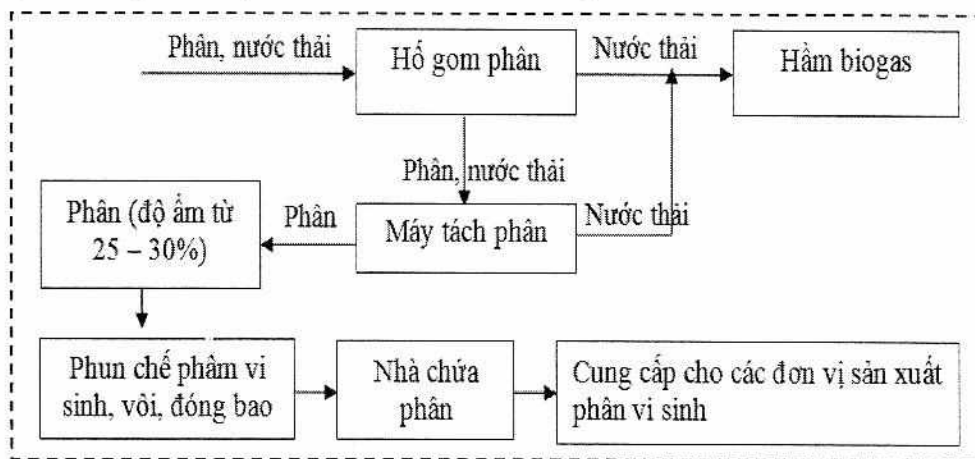 Phân, nước thải
Hố gom phân
Nước thải
Hầm biogas
Phân, nước thải
Phân (độ ẩm từ
25 – 30%)
Phân
Máy tách phân
Nước thải
Phun chế phẩm vi
sinh, vôi, đóng bao
Nhà chứa
phân
Cung cấp cho các đơn vị sản xuất
phân vi sinh